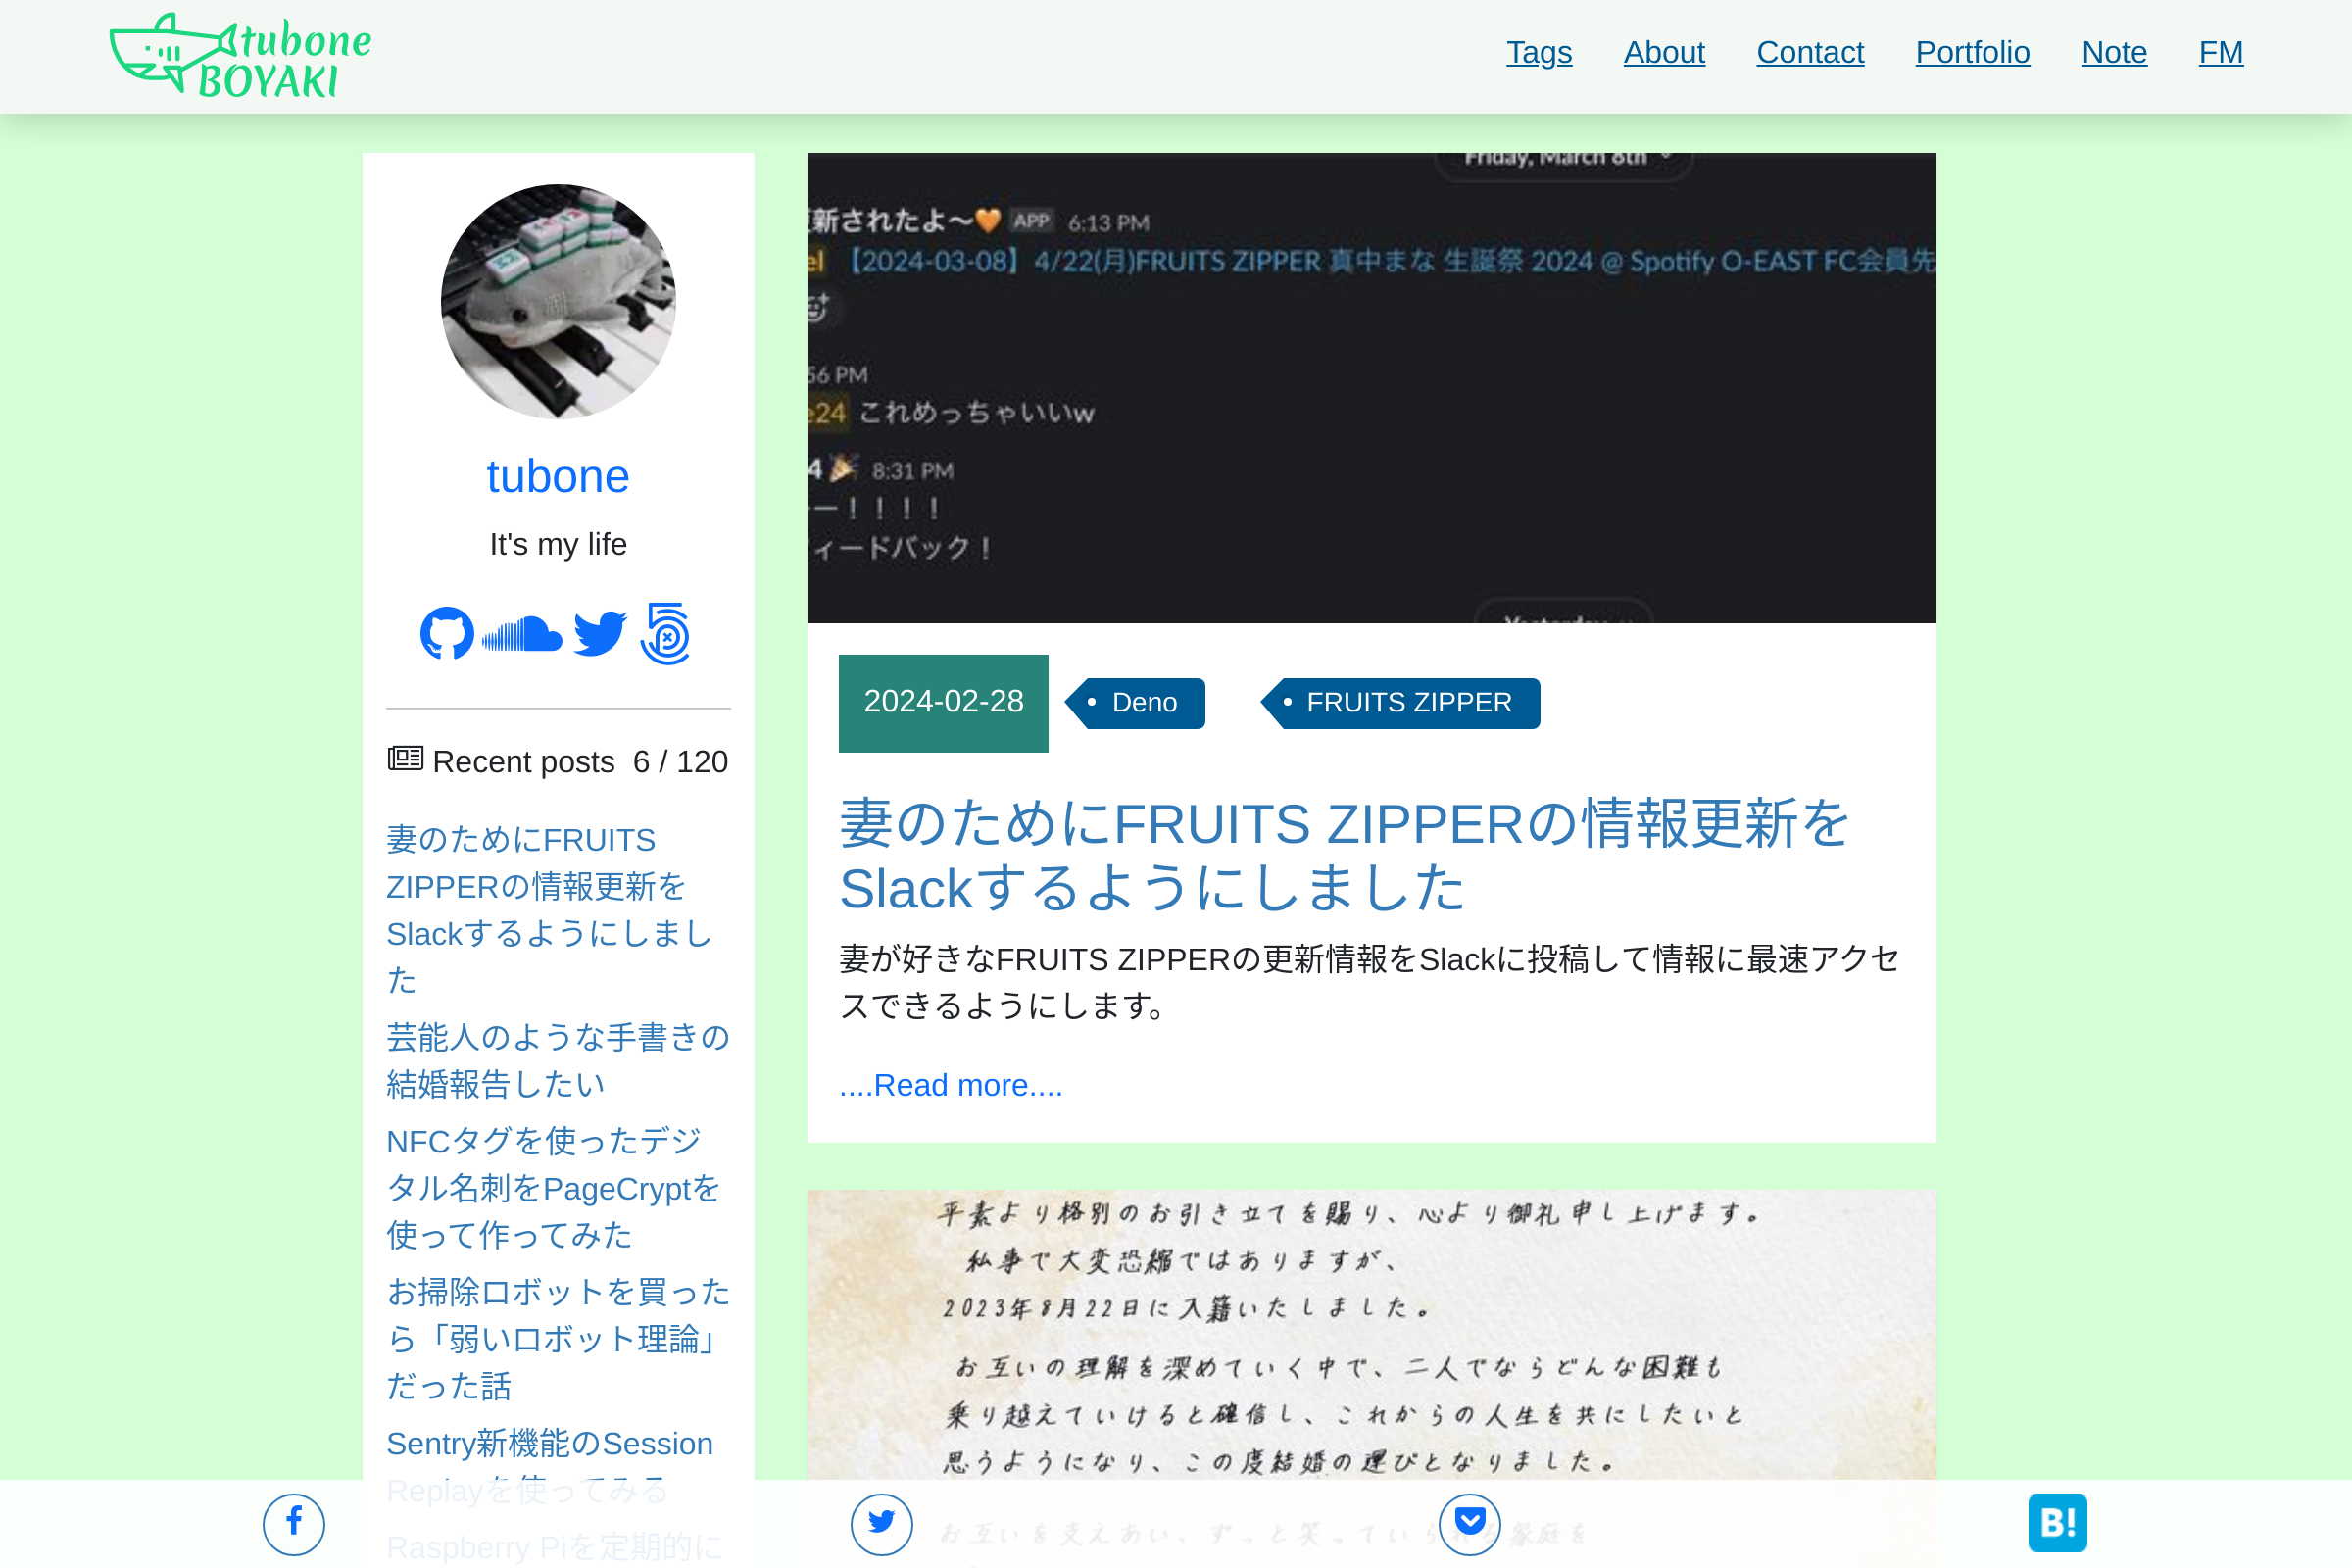 tubone
BOYAKI
Tags About Contact Portfolio Note FM
tubone
It's my life
Recent posts 6 / 120
妻のためにFRUITS
ZIPPERの情報更新を
Slackするようにしまし
た
芸能人のような手書きの
結婚報告したい
NFCタグを使ったデジ
タル名刺をPageCryptを
使って作ってみた
お掃除ロボットを買った
ら「弱いロボット理論」
だった話
Sentry新機能のSession
Replayを使ってみる
Raspberry Piを定期的に
Friday, March 8th
新されたよ〜🧡 APP 6:13 PM
el 【2024-03-08】4/22(月)FRUITS ZIPPER 真中まな 生誕祭 2024 @ Spotify O-EAST FC会員先
56 PM
e24 これめっちゃいいw
4 🎉 8:31 PM
ー！！！！
ィードバック！
Yesterday
2024-02-28 Deno FRUITS ZIPPER
妻のためにFRUITS ZIPPERの情報更新を
Slackするようにしました
妻が好きなFRUITS ZIPPERの更新情報をSlackに投稿して情報に最速アクセ
スできるようにします。
....Read more....
平素より格別のお引き立てを賜り、心より御礼申し上げます。
私事で大変恐縮ではありますが、
2023年8月22日に入籍いたしました。
お互いの理解を深めていく中で、二人でならどんな困難も
乗り越えていけると確信し、これからの人生を共にしたいと
思うようになり、この度結婚の運びとなりました。
お互いを支えあい、ずっと笑っていられる家庭を
B!